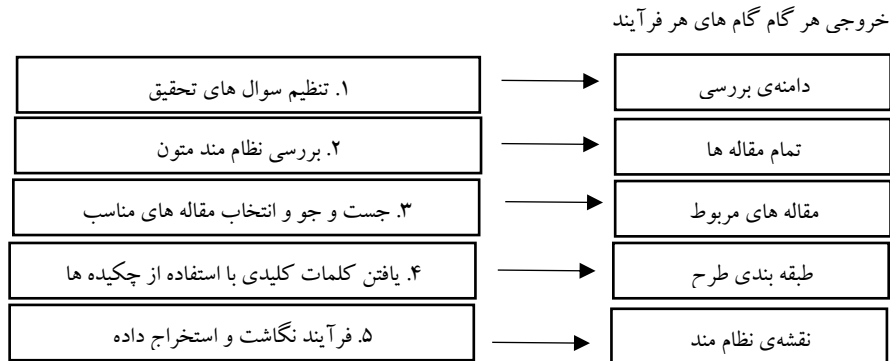 خروجی هر گام گام های هر فرآیند
دامنه‌ی بررسی
۱. تنظیم سوال های تحقیق
تمام مقاله ها
۲. بررسی نظام مند متون
مقاله های مربوط
۳. جست و جو و انتخاب مقاله های مناسب
طبقه بندی طرح
۴. یافتن کلمات کلیدی با استفاده از چکیده ها
نقشه‌ی نظام مند
۵. فرآیند نگاشت و استخراج داده